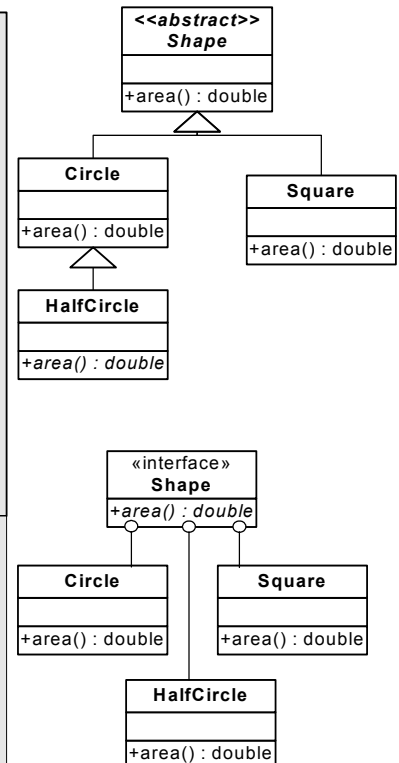 <<abstract>>
Shape
+area() : double
Circle
+area() : double
Square
+area() : double
HalfCircle
+area() : double
«interface»
Shape
+area() : double
Circle
+area() : double
Square
+area() : double
HalfCircle
+area() : double